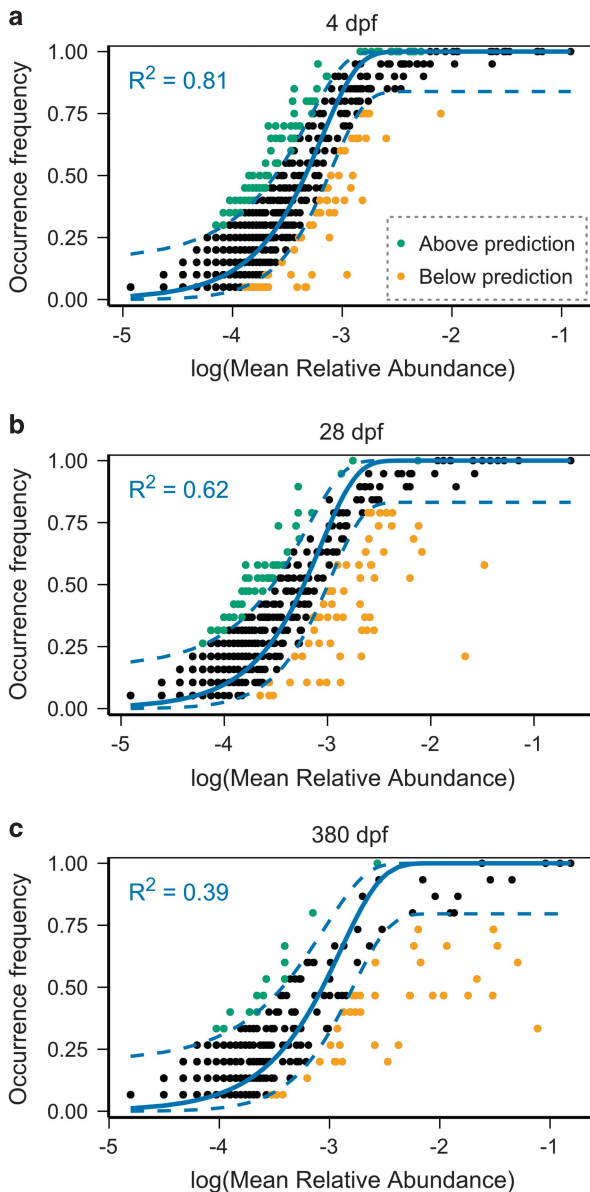 a
4 dpf
1.00
R² = 0.81
0.75
Occurrence frequency
0.50
0.25
Above prediction
Below prediction
0.00
-5 -4 -3 -2 -1
log(Mean Relative Abundance)
b
28 dpf
1.00
R² = 0.62
0.75
Occurrence frequency
0.50
0.25
0.00
-5 -4 -3 -2 -1
log(Mean Relative Abundance)
c
380 dpf
1.00
R² = 0.39
0.75
Occurrence frequency
0.50
0.25
0.00
-5 -4 -3 -2 -1
log(Mean Relative Abundance)